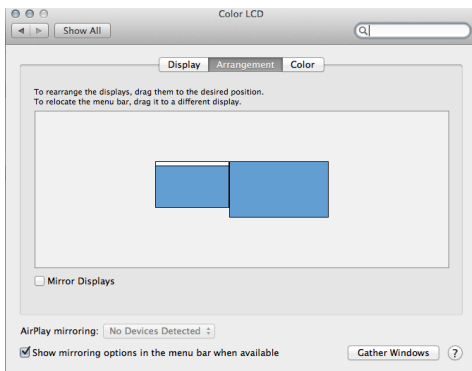 Color LCD
Show All
Display Arrangement Color
To rearrange the displays, drag them to the desired position.
To relocate the menu bar, drag it to a different display.
Mirror Displays
AirPlay mirroring: No Devices Detected
Show mirroring options in the menu bar when available
Gather Windows ?